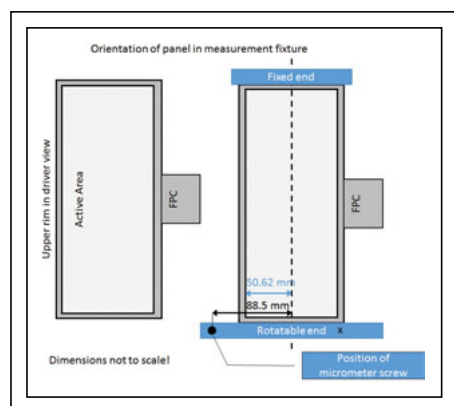 Orientation of panel in measurement fixture
Fixed end
Upper rim in driver view
Active Area
FPC
FPC
50.62 mm
88.5 mm
Rotatable end x
Dimensions not to scale!
Position of
micrometer screw